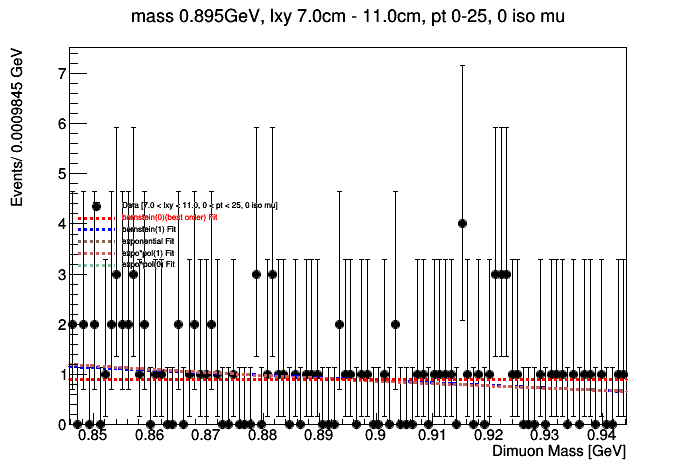 mass 0.895GeV, lxy 7.0cm - 11.0cm, pt 0-25, 0 iso mu
Events/ 0.0009845 GeV
7
6
5
4
3
2
1
0
Data [7.0 < lxy < 11.0, 0 < pt < 25, 0 iso mu]
bernstein(0)(best order) Fit
bernstein(1) Fit
exponential Fit
expo*pol(1) Fit
expo*pol(0) Fit
0.85 0.86 0.87 0.88 0.89 0.9 0.91 0.92 0.93 0.94
Dimuon Mass [GeV]